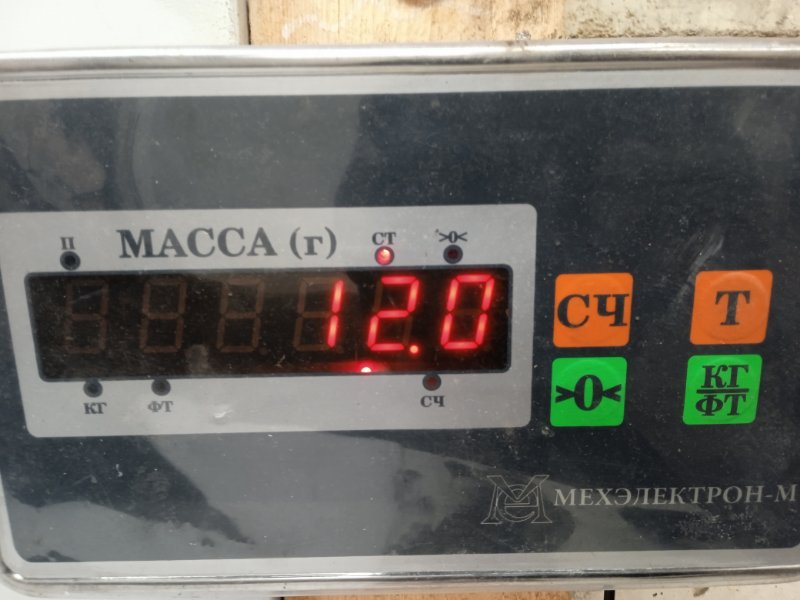 П МАССА (г) СТ >0<
12.0
КГ ФТ СЧ
СЧ Т
>0< КГ
ФТ
МЕХЭЛЕКТРОН-М